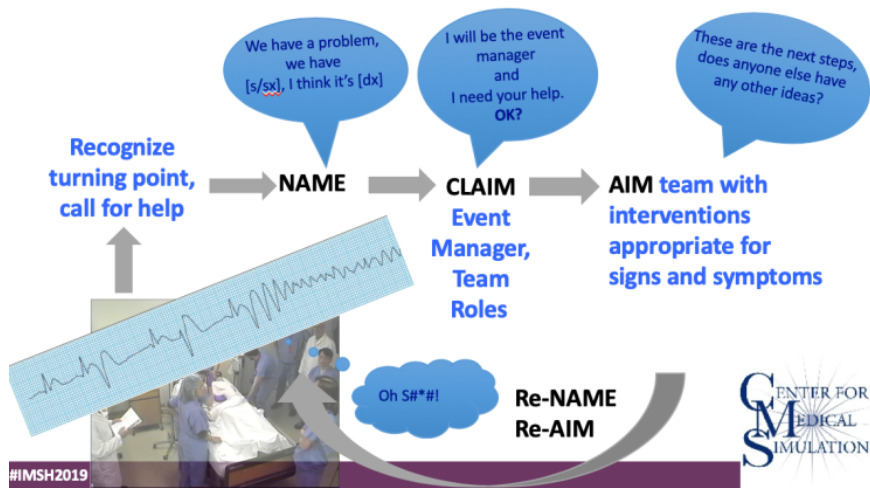 We have a problem,
we have
[s/sx], I think it's [dx]
I will be the event
manager
and
I need your help.
OK?
These are the next steps,
does anyone else have
any other ideas?
Recognize
turning point,
call for help
NAME
CLAIM
Event
Manager,
Team
Roles
AIM team with
interventions
appropriate for
signs and symptoms
Oh S#*#!
Re-NAME
Re-AIM
CENTER FOR
MEDICAL
SIMULATION
#IMSH2019